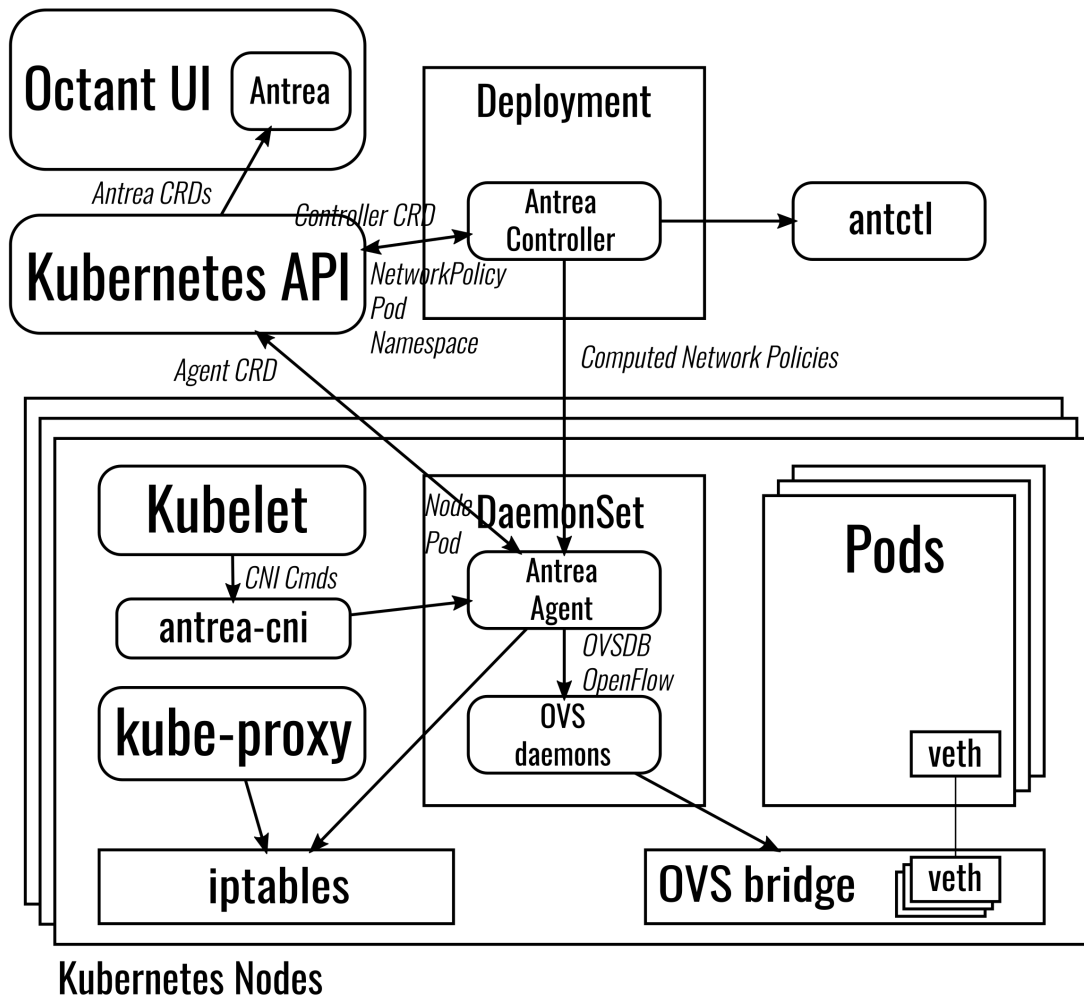 Octant UI
Antrea
Deployment
Antrea CRDs
Controller CRD
Antrea
Controller
antctl
Kubernetes API
NetworkPolicy
Pod
Namespace
Agent CRD
Computed Network Policies
Kubelet
Node
Pod
DaemonSet
Pods
CNI Cmds
antrea-cni
Antrea
Agent
OVSDB
OpenFlow
kube-proxy
OVS
daemons
veth
iptables
OVS bridge
veth
Kubernetes Nodes